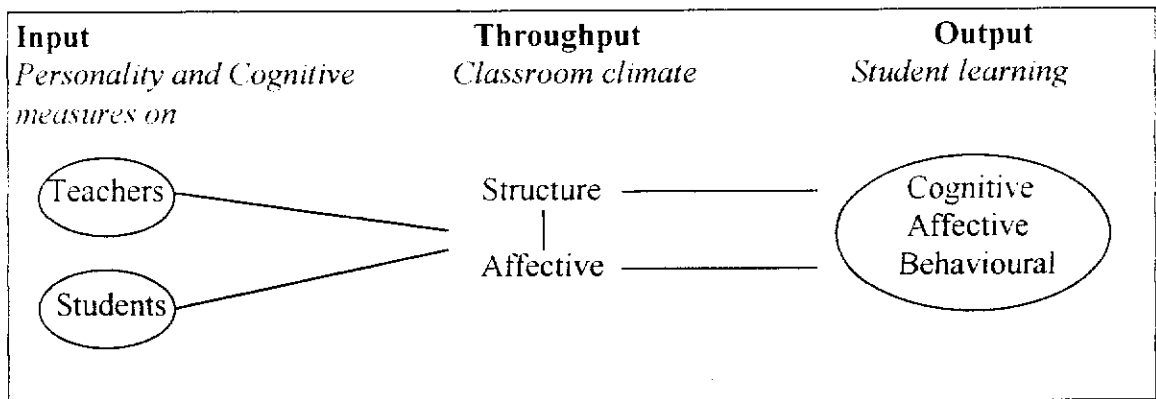 Input
Personality and Cognitive
measures on
Throughput
Classroom climate
Output
Student learning
Teachers
Students
Structure
Affective
Cognitive
Affective
Behavioural